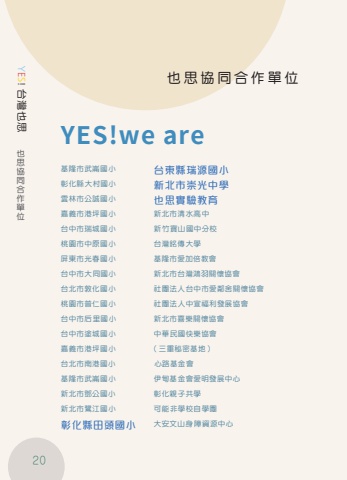 YES! 台灣也思 也思協同合作單位
也思協同合作單位
YES!we are
基隆市武崙國小
彰化縣大村國小
雲林市公誠國小
嘉義市港坪國小
台中市瑞城國小
桃園市中原國小
屏東市光春國小
台中市大同國小
台北市敦化國小
桃園市普仁國小
台中市后里國小
台中市塗城國小
嘉義市港坪國小
台北市南港國小
基隆市武崙國小
新北市鄧公國小
新北市鷺江國小
彰化縣田頭國小
台東縣瑞源國小
新北市崇光中學
也思實驗教育
新北市清水高中
新竹寶山國中分校
台灣銘傳大學
基隆市愛加倍教會
新北市台灣鴻羽關懷協會
社團法人台中市愛鄰舍關懷協會
社團法人中宣福利發展協會
新北市喜樂關懷協會
中華民國快樂協會
（三重秘密基地）
心路基金會
伊甸基金會愛明發展中心
彰化親子共學
可能非學校自學團
大安文山身障資源中心
20